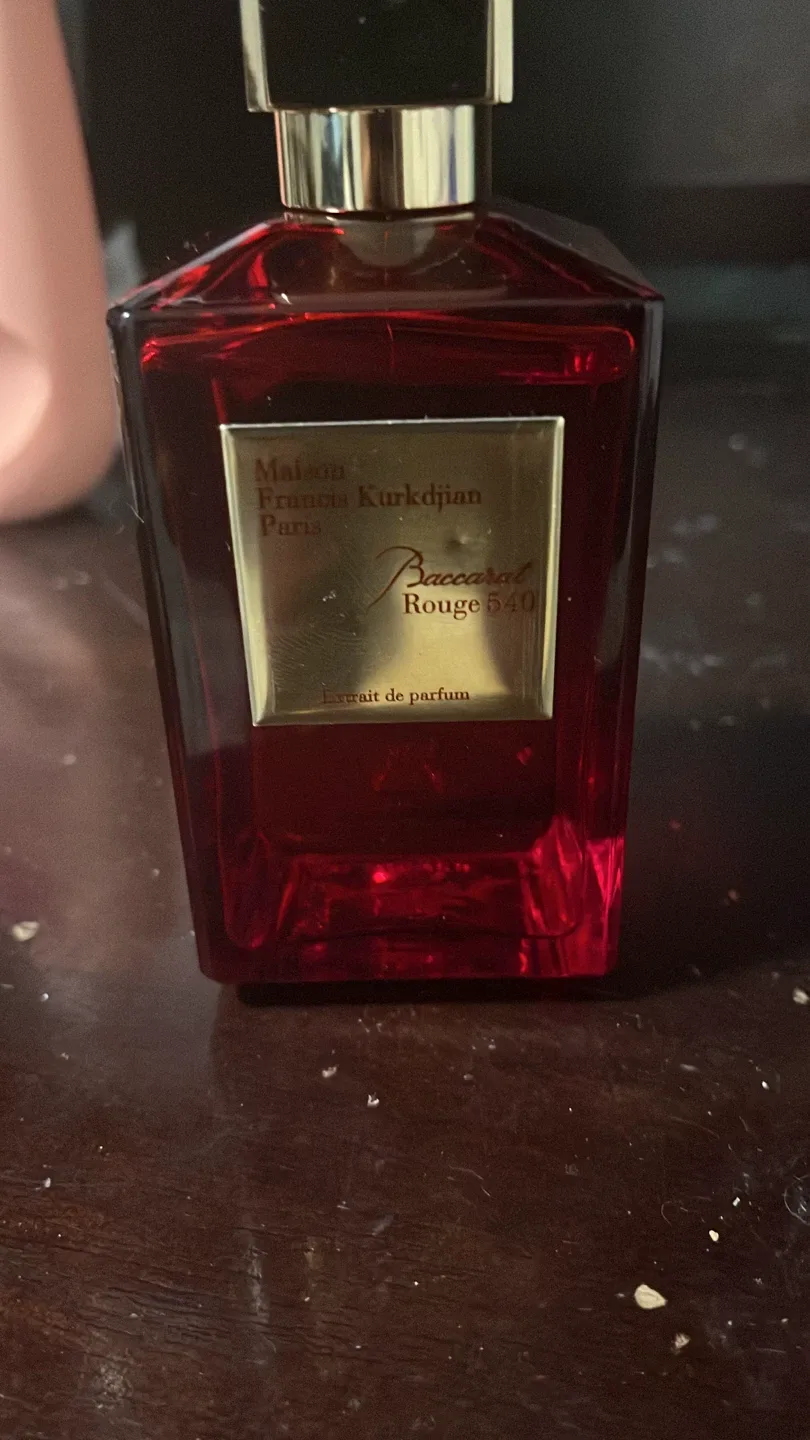 Maison
Francis Kurkdjian
Paris
Baccarat
Rouge 540
Extrait de parfum